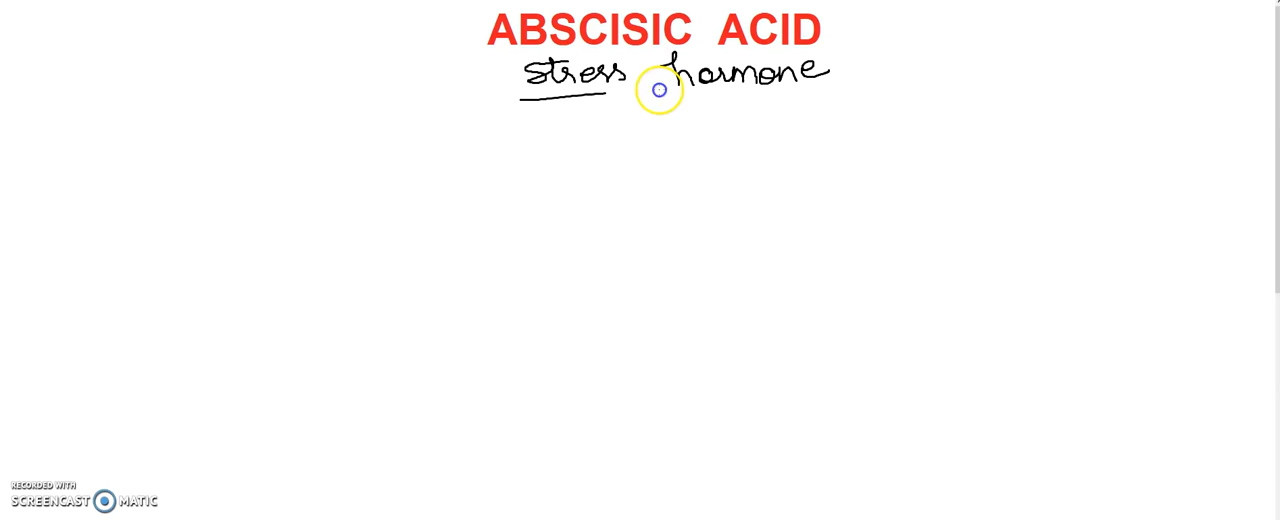 ABSCISIC ACID
stress hormone
RECORDED WITH
SCREENCAST MATIC